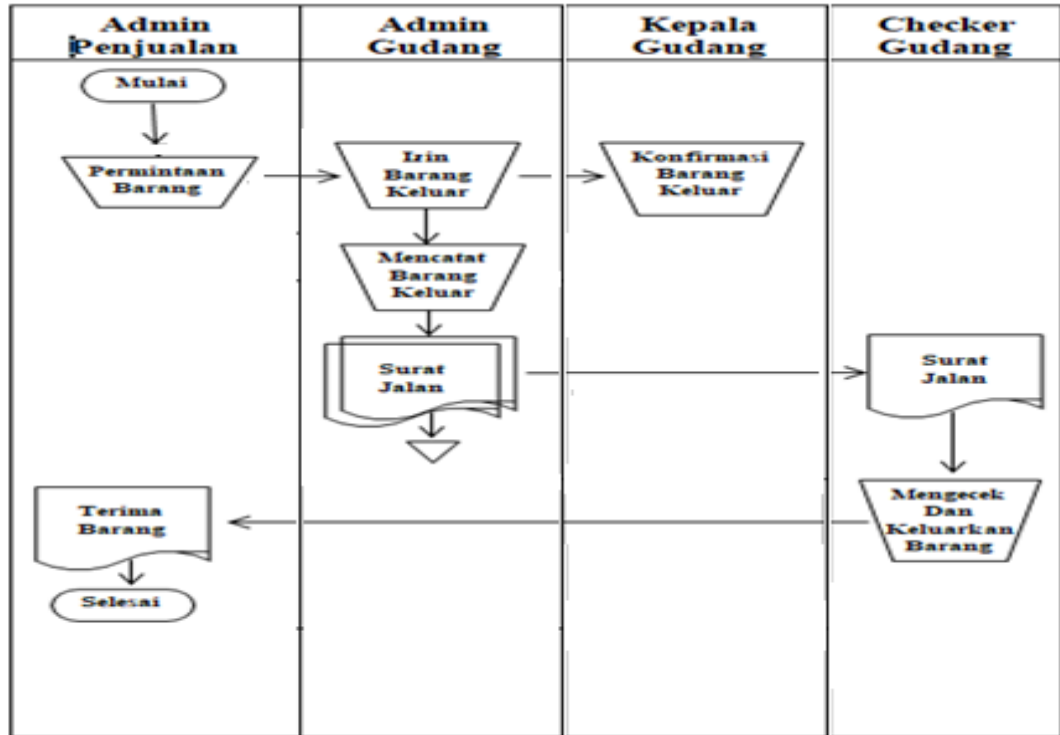 Admin
Penjualan
Admin
Gudang
Kepala
Gudang
Checker
Gudang
Mulai
Permintaan
Barang
Izin
Barang
Keluar
Konfirmasi
Barang
Keluar
Mencatat
Barang
Keluar
Surat
Jalan
Surat
Jalan
Mengecek
Dan
Keluarkan
Barang
Terima
Barang
Selesai